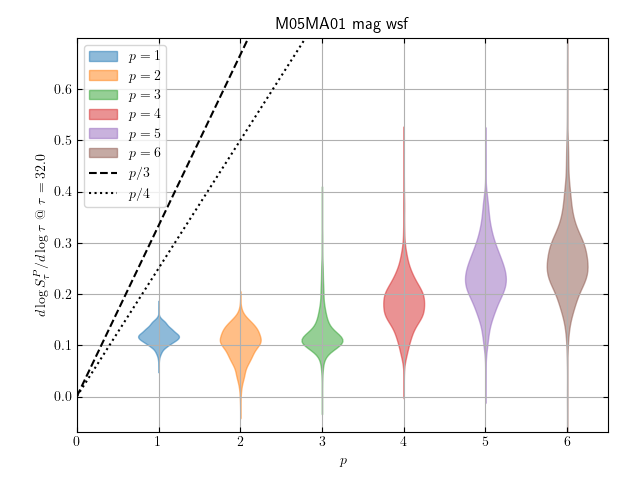 M05MA01 mag wsf
p = 1
p = 2
p = 3
p = 4
p = 5
p = 6
p/3
p/4
d log S_τ^P / d log τ @ τ = 32.0
0.6
0.5
0.4
0.3
0.2
0.1
0.0
0 1 2 3 4 5 6
p